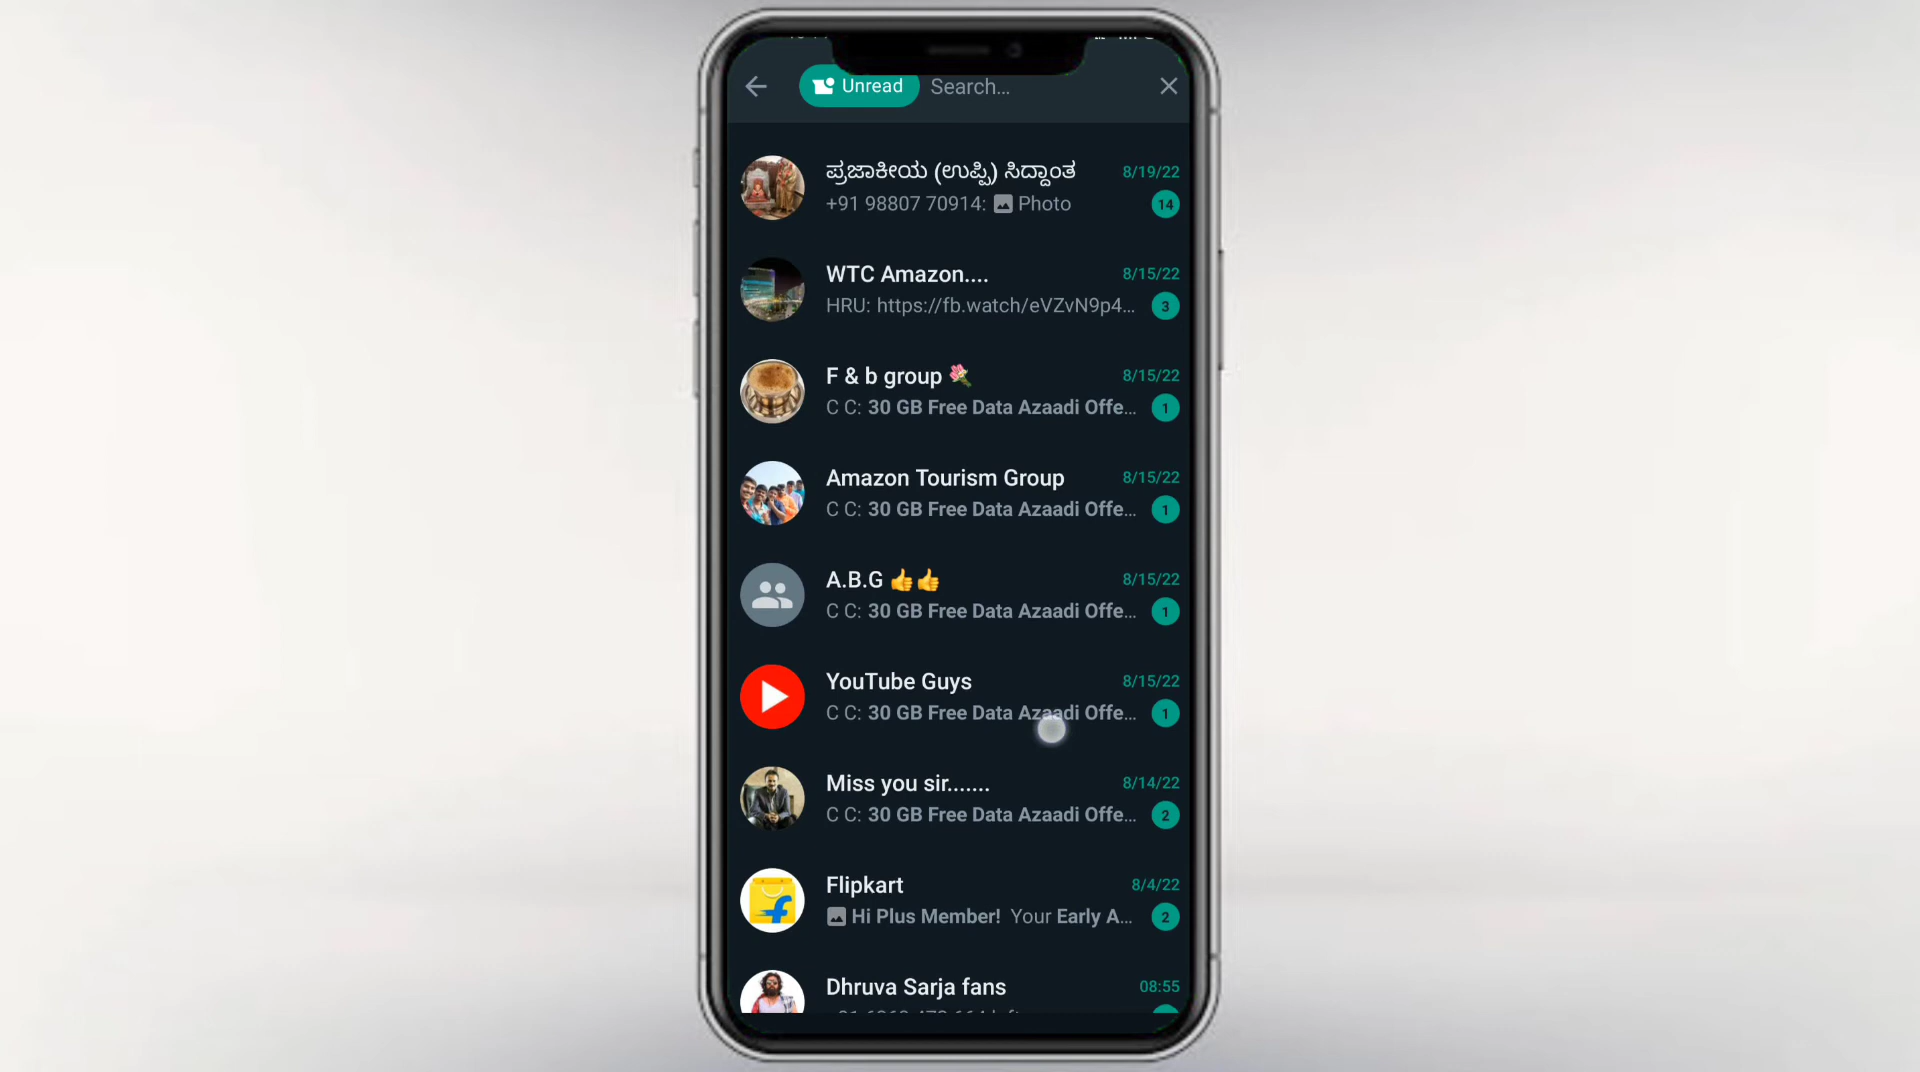 Unread Search...
ಪ್ರಜಾಕೀಯ (ಉಪ್ಪಿ) ಸಿದ್ದಾಂತ 8/19/22
+91 98807 70914: Photo 14
WTC Amazon.... 8/15/22
HRU: https://fb.watch/eVZvN9p4... 3
F & b group 💐 8/15/22
C C: 30 GB Free Data Azaadi Offe... 1
Amazon Tourism Group 8/15/22
C C: 30 GB Free Data Azaadi Offe... 1
A.B.G 👍👍 8/15/22
C C: 30 GB Free Data Azaadi Offe... 1
YouTube Guys 8/15/22
C C: 30 GB Free Data Azaadi Offe... 1
Miss you sir....... 8/14/22
C C: 30 GB Free Data Azaadi Offe... 2
Flipkart 8/4/22
Hi Plus Member! Your Early A... 2
Dhruva Sarja fans 08:55